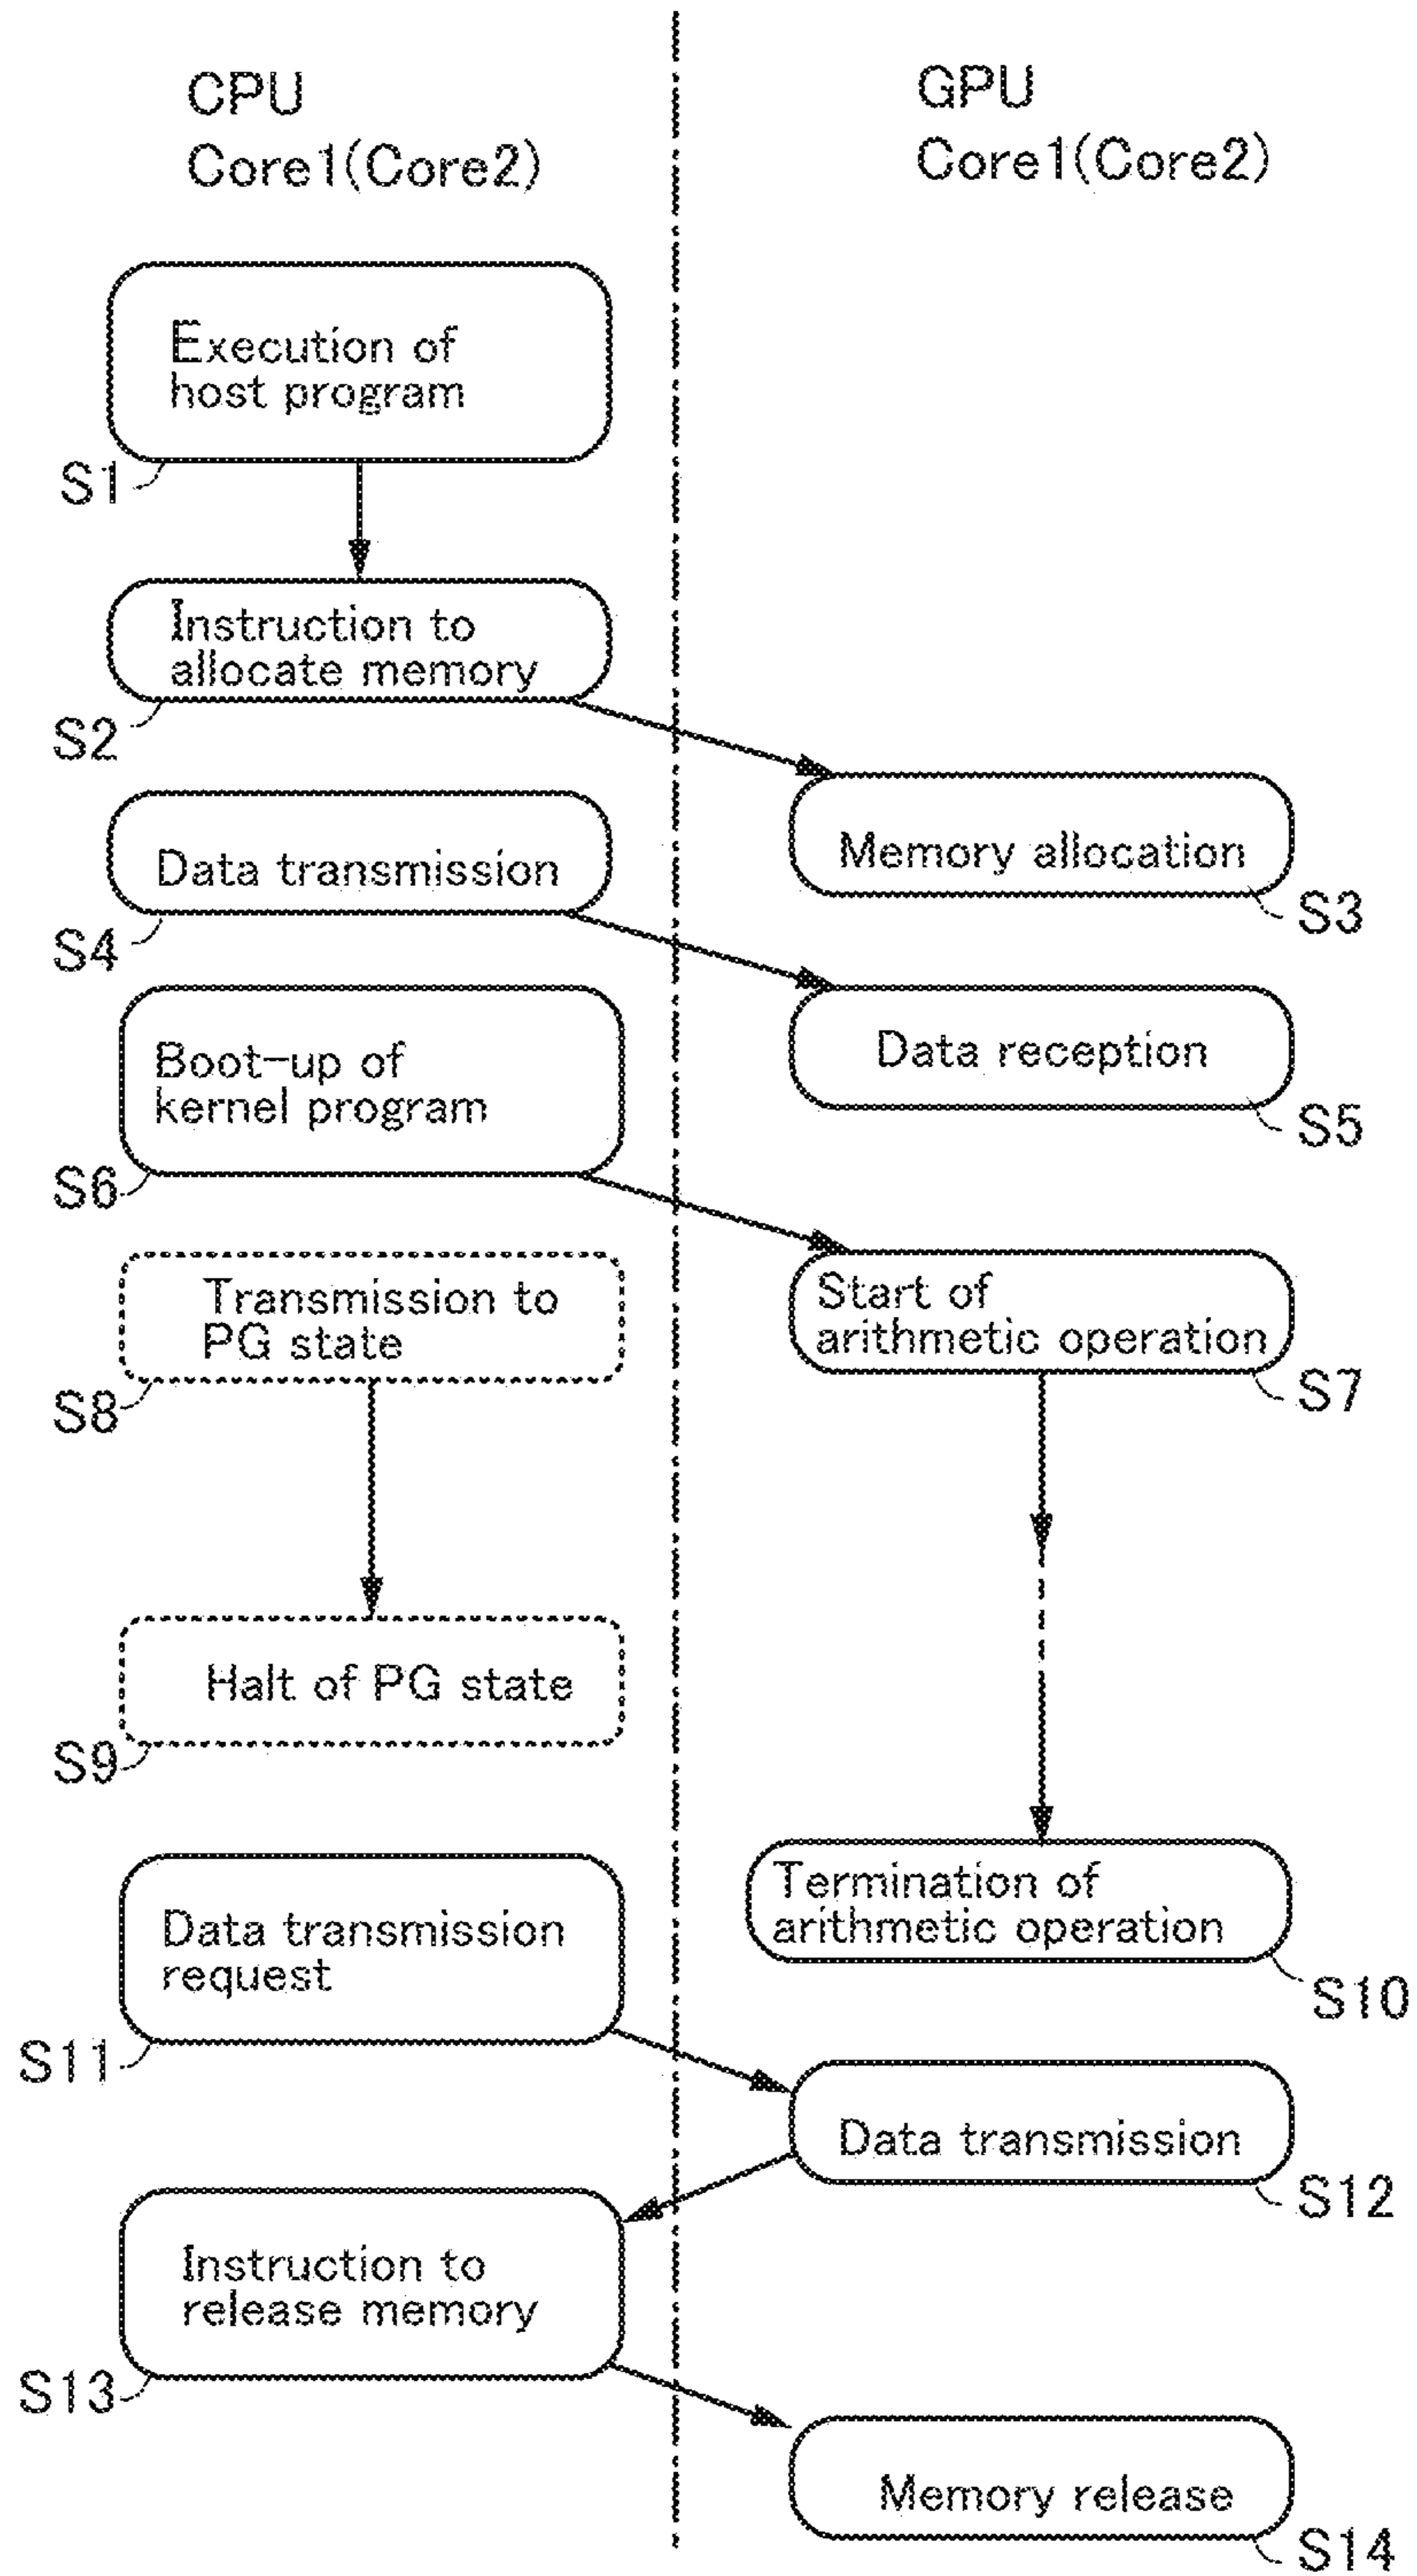 CPU
Core1(Core2)
GPU
Core1(Core2)
Execution of
host program
S1
Instruction to
allocate memory
S2
Memory allocation
S3
Data transmission
S4
Data reception
S5
Boot-up of
kernel program
S6
Start of
arithmetic operation
S7
Transmission to
PG state
S8
Halt of PG state
S9
Termination of
arithmetic operation
S10
Data transmission
request
S11
Data transmission
S12
Instruction to
release memory
S13
Memory release
S14